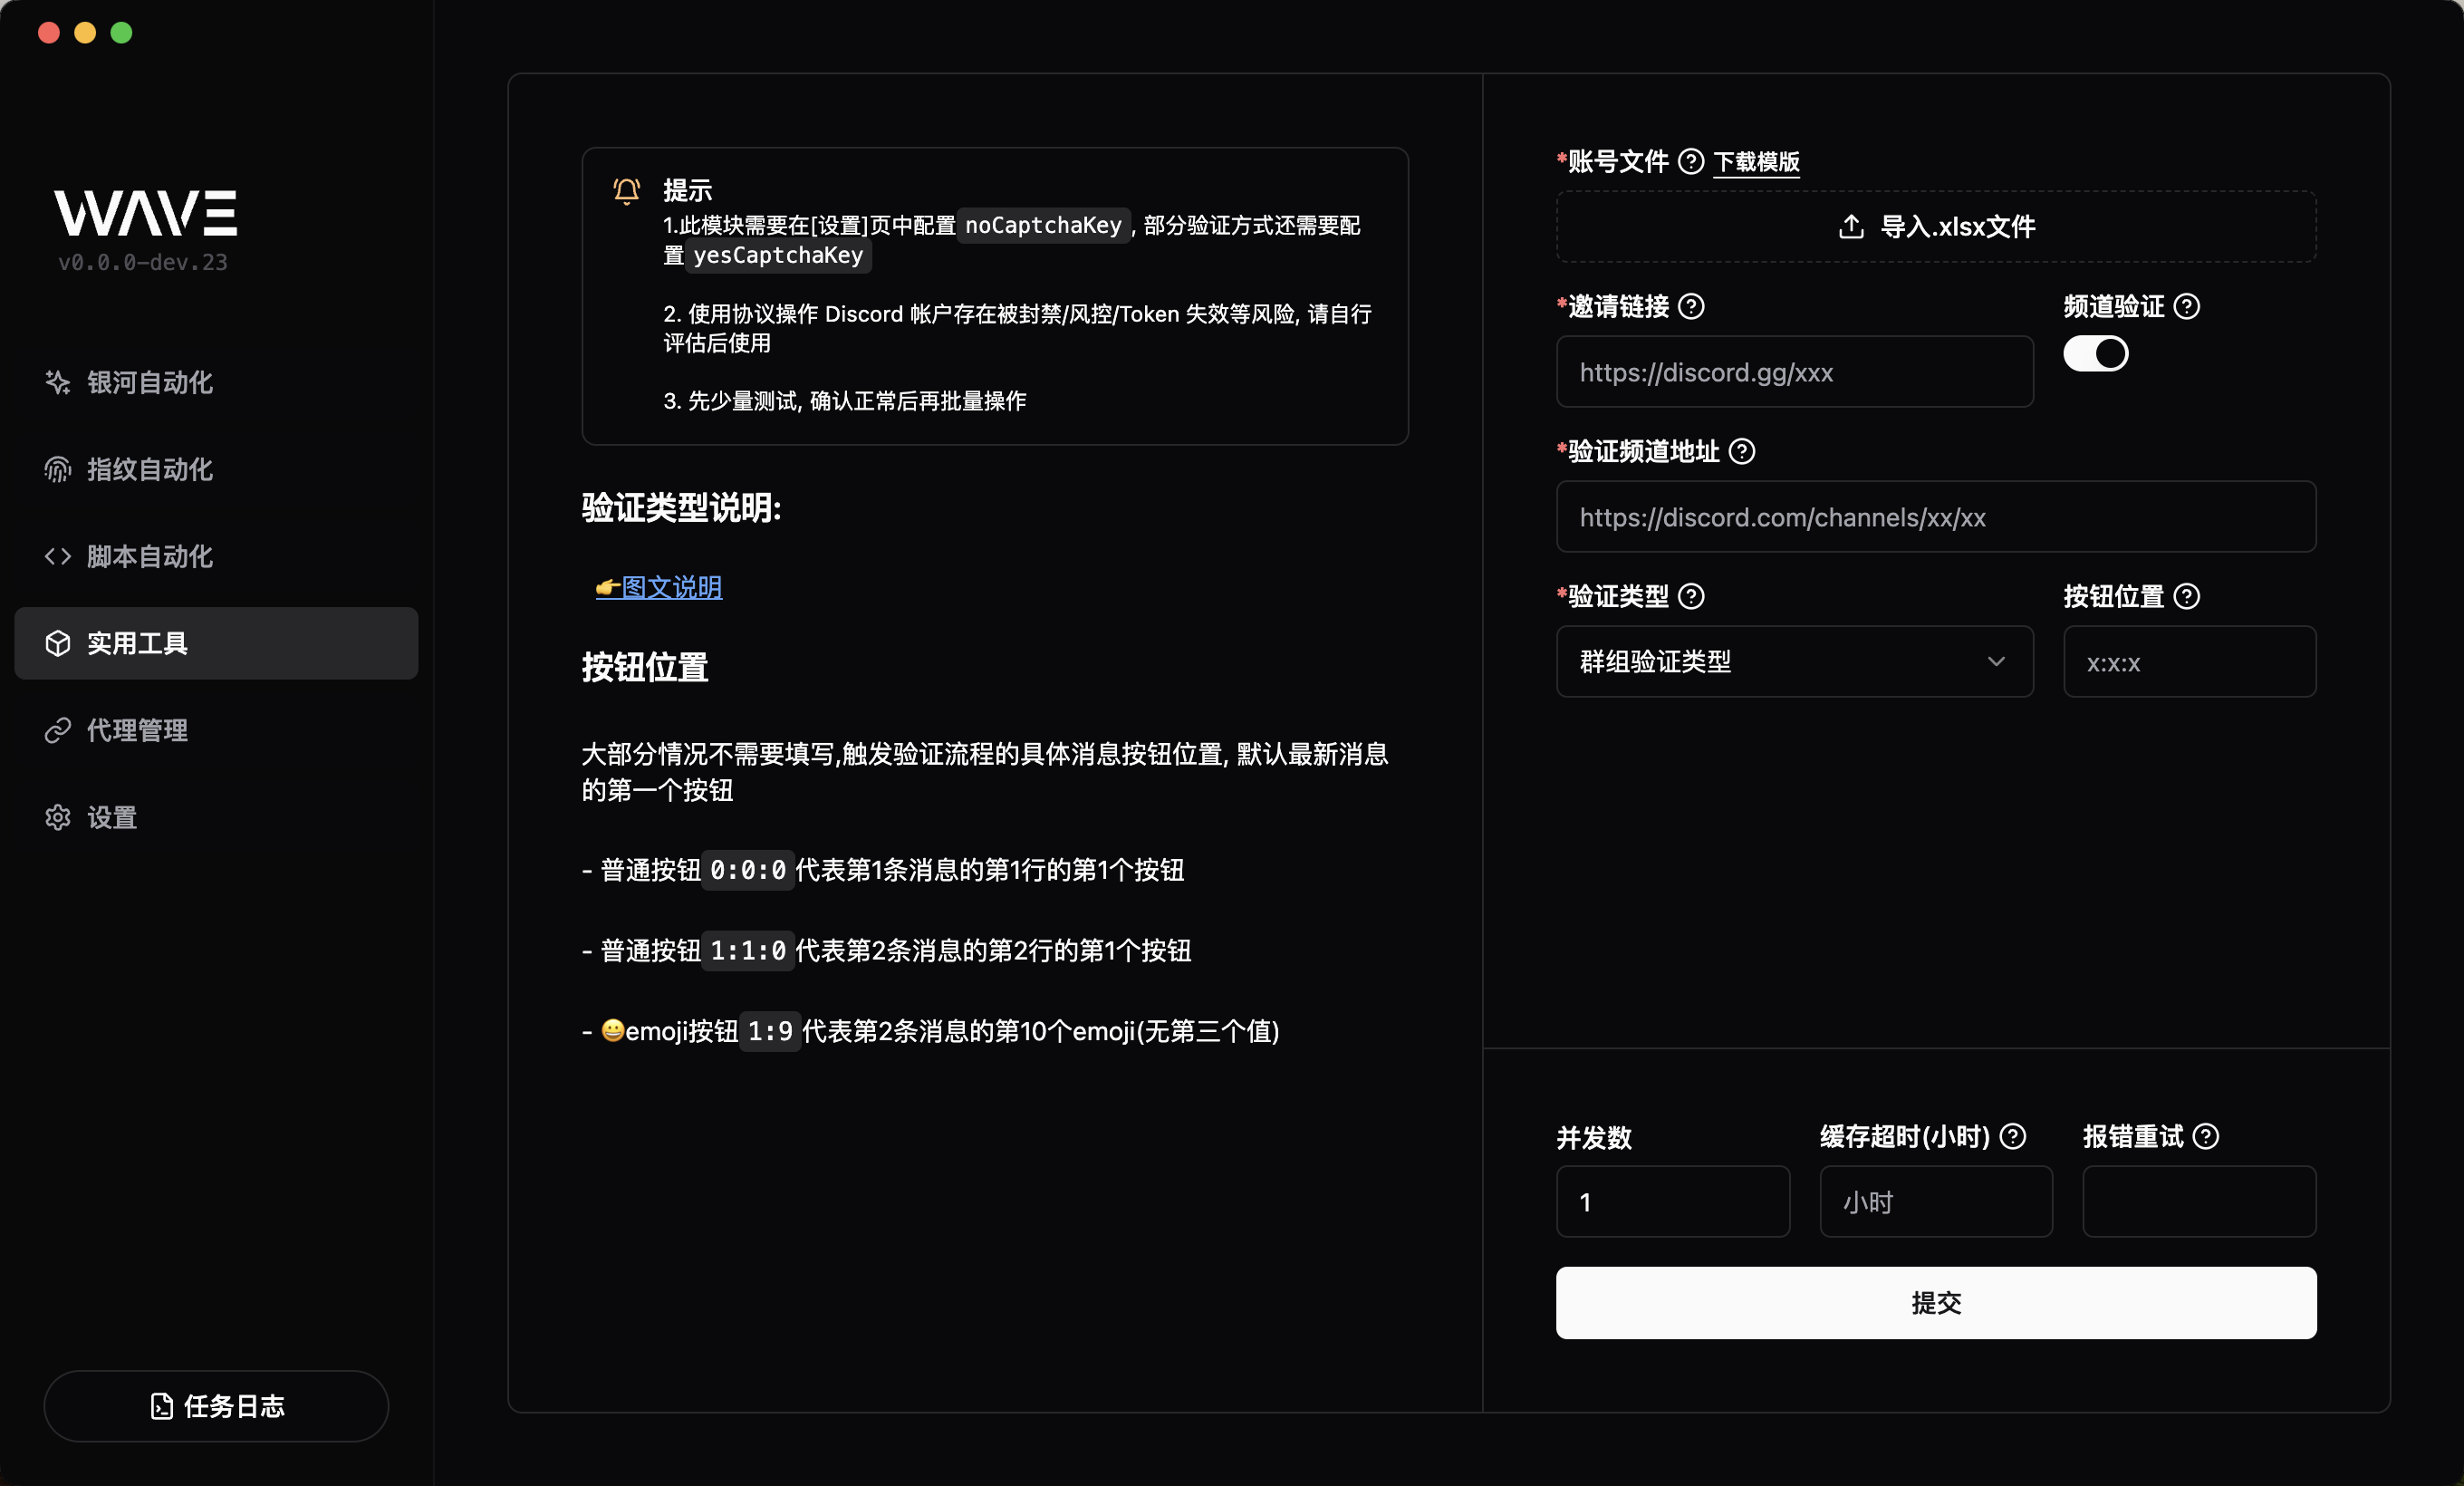 WAVE
v0.0.0-dev.23
银河自动化
指纹自动化
脚本自动化
实用工具
代理管理
设置
任务日志
提示
1.此模块需要在[设置]页中配置 noCaptchaKey , 部分验证方式还需要配
置 yesCaptchaKey
2. 使用协议操作 Discord 帐户存在被封禁/风控/Token 失效等风险, 请自行
评估后使用
3. 先少量测试, 确认正常后再批量操作
验证类型说明:
👉图文说明
按钮位置
大部分情况不需要填写,触发验证流程的具体消息按钮位置, 默认最新消息
的第一个按钮
- 普通按钮 0:0:0 代表第1条消息的第1行的第1个按钮
- 普通按钮 1:1:0 代表第2条消息的第2行的第1个按钮
- 😀emoji按钮 1:9 代表第2条消息的第10个emoji(无第三个值)
*账号文件 下载模版
导入.xlsx文件
*邀请链接 频道验证
https://discord.gg/xxx
*验证频道地址
https://discord.com/channels/xx/xx
*验证类型 按钮位置
群组验证类型 x:x:x
并发数 缓存超时(小时) 报错重试
1 小时
提交